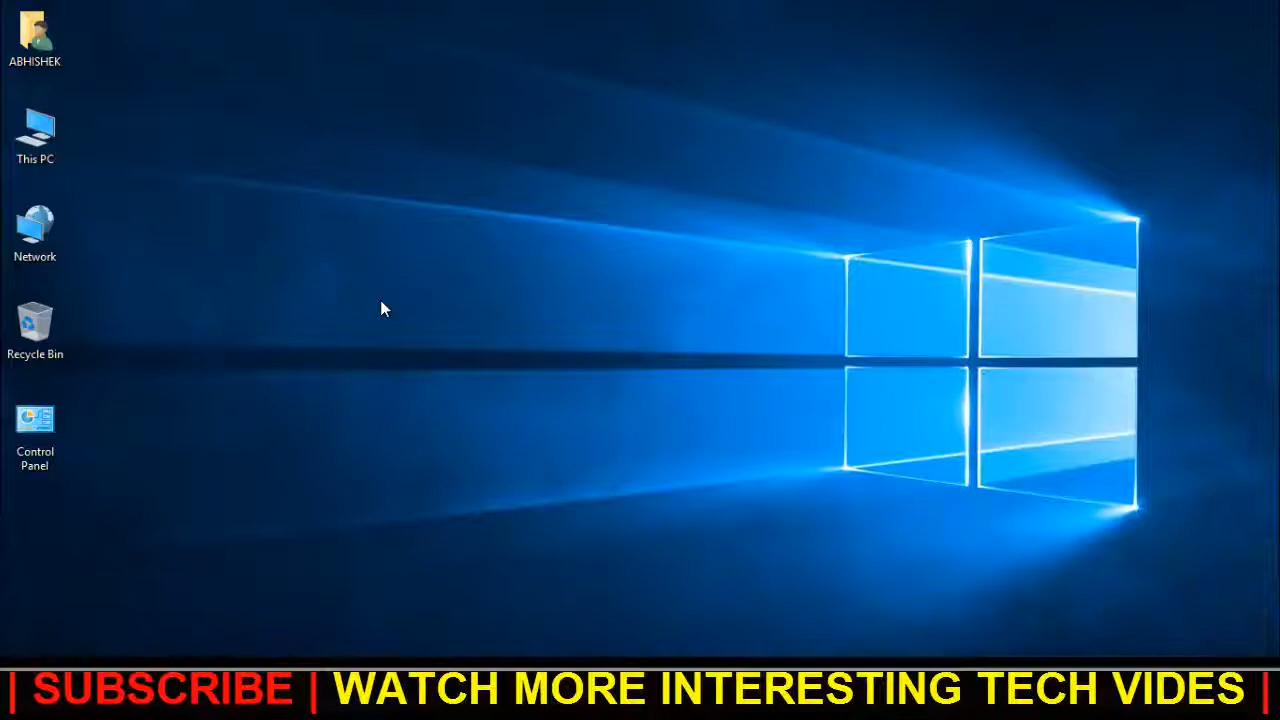 ABHISHEK
This PC
Network
Recycle Bin
Control
Panel
| SUBSCRIBE | WATCH MORE INTERESTING TECH VIDES |